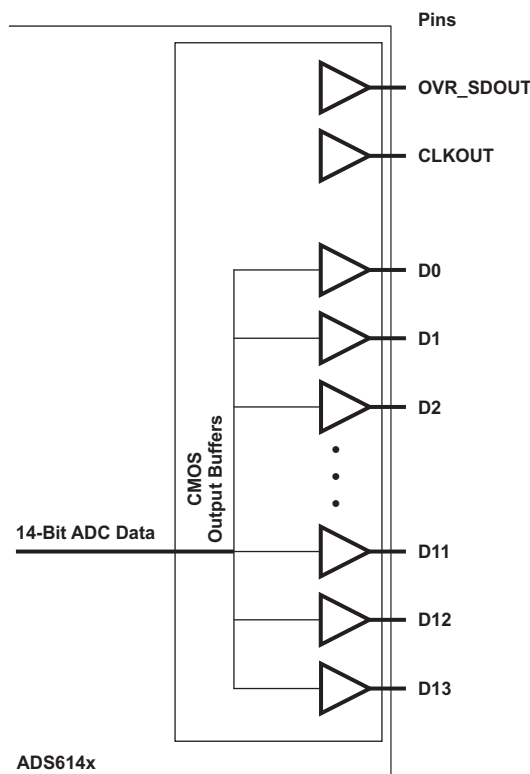 Pins
OVR_SDOUT
CLKOUT
D0
D1
D2
CMOS
Output Buffers
14-Bit ADC Data
D11
D12
D13
ADS614x